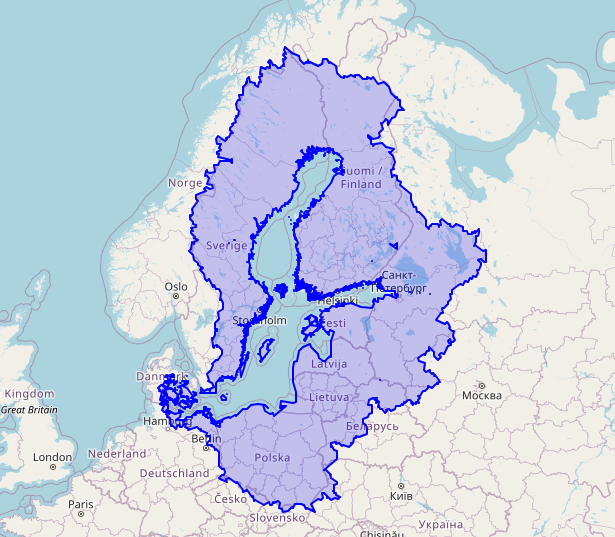 Suomi /
Finland
Norge
Sverige
Санкт-
Петербург
Oslo
Helsinki
Stockholm
Eesti
Latvija
Danmark
Kingdom
Great Britain
Москва
Lietuva
Беларусь
Hamburg
Berlin
London
Nederland
Polska
Deutschland
Česko
Київ
Paris
Slovensko
Україна
Chișinău